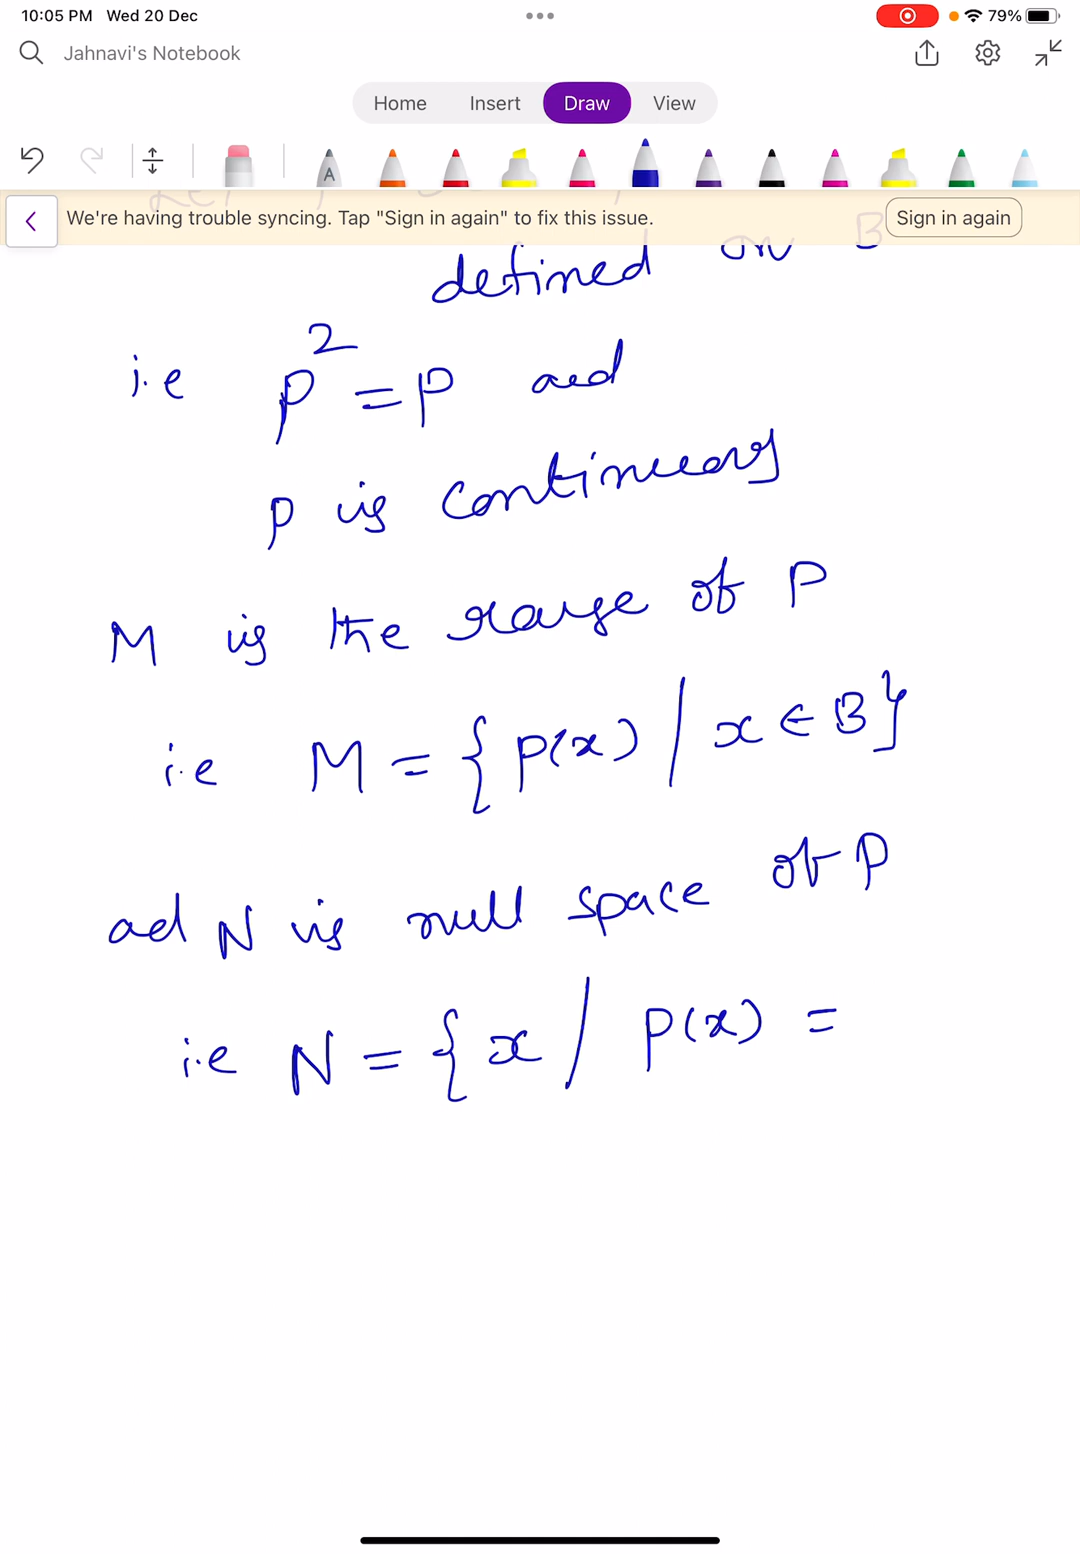 10:05 PM Wed 20 Dec
79%
Jahnavi's Notebook
Home Insert Draw View
A
We're having trouble syncing. Tap "Sign in again" to fix this issue.
Sign in again
defined on B
i.e P² = P and
P is continuous
M is the range of P
i.e M = { P(x) / x ∈ B }
ad N is null space of P
i.e N = { x / P(x) =